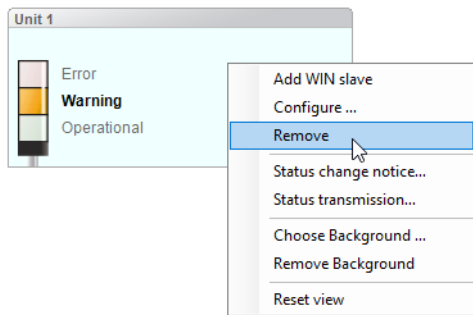 Unit 1
Error
Warning
Operational
Add WIN slave
Configure ...
Remove
Status change notice...
Status transmission...
Choose Background ...
Remove Background
Reset view